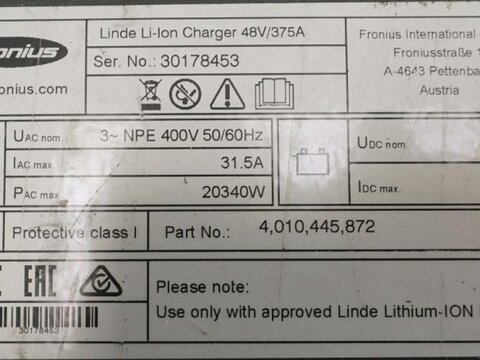 onius
onius.com
Linde Li-Ion Charger 48V/375A
Ser. No.: 30178453
Fronius International
Froniusstraße 1
A-4643 Pettenba
Austria
UAC nom. 3~ NPE 400V 50/60Hz
IAC max. 31.5A
PAC max. 20340W
UDC nom.
IDC max.
Protective class I
Part No.: 4,010,445,872
EAC
Please note:
Use only with approved Linde Lithium-ION
30178453